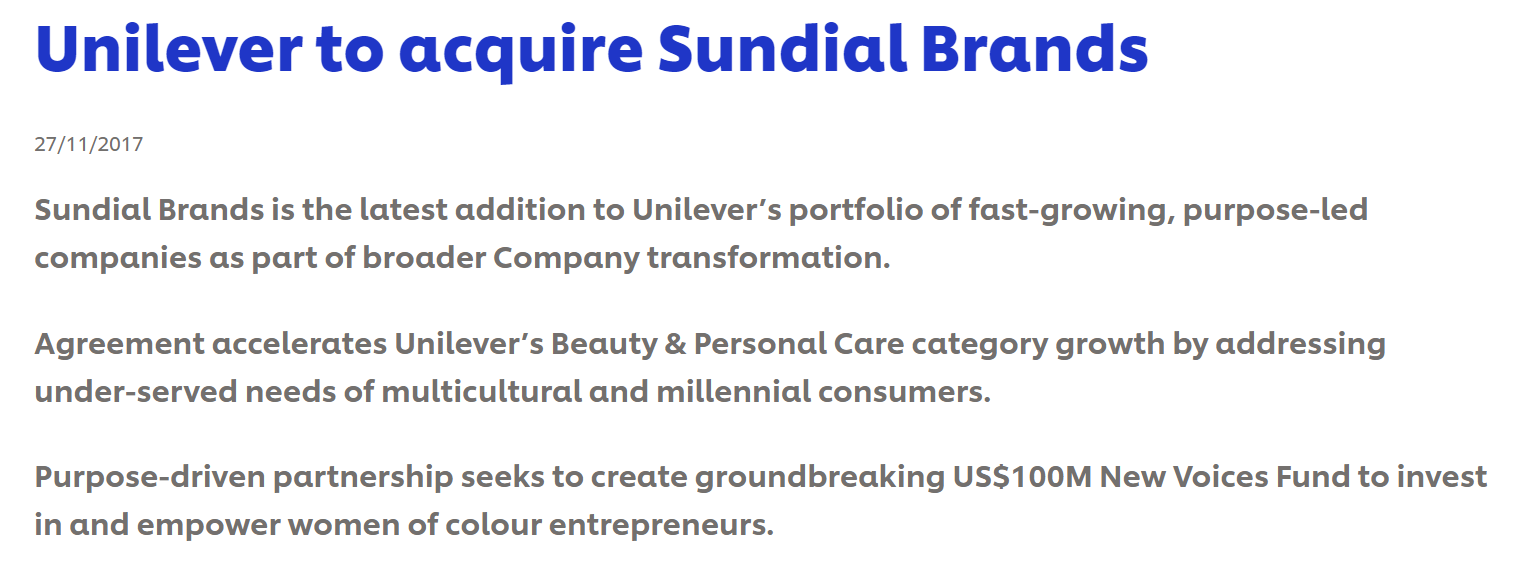 Unilever to acquire Sundial Brands
27/11/2017
Sundial Brands is the latest addition to Unilever’s portfolio of fast-growing, purpose-led
companies as part of broader Company transformation.
Agreement accelerates Unilever’s Beauty & Personal Care category growth by addressing
under-served needs of multicultural and millennial consumers.
Purpose-driven partnership seeks to create groundbreaking US$100M New Voices Fund to invest
in and empower women of colour entrepreneurs.